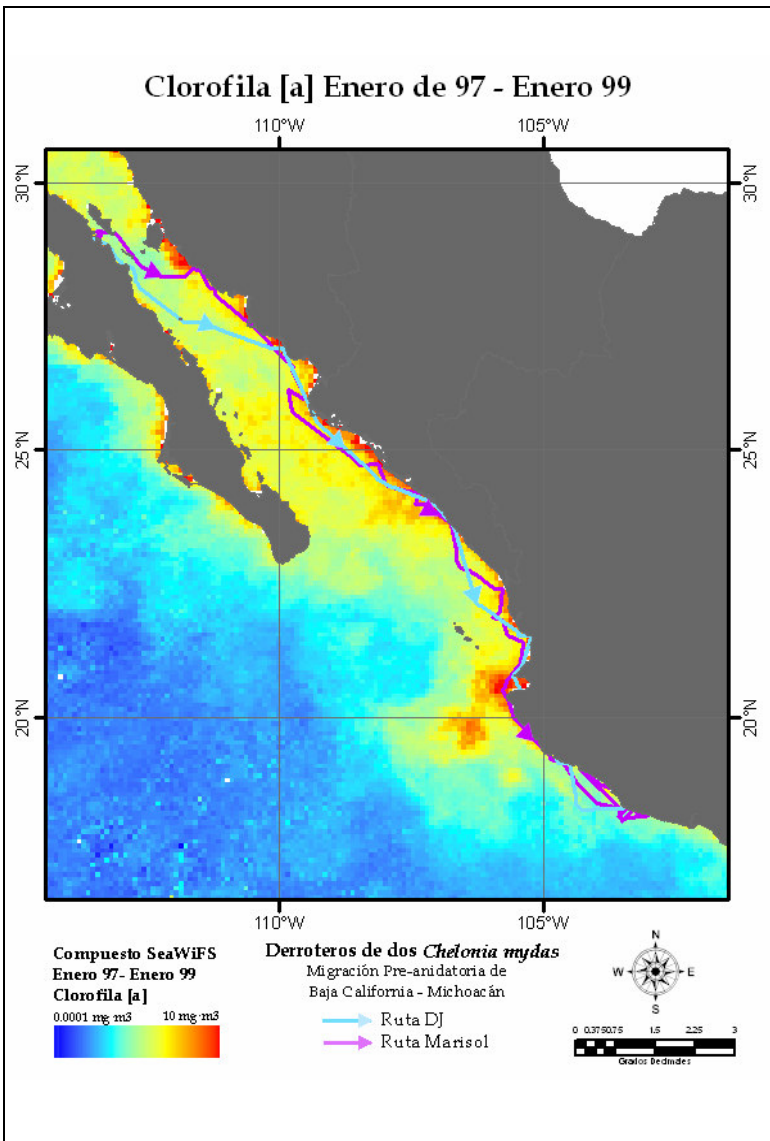 Clorofila [a] Enero de 97 - Enero 99
110°W 105°W
30°N 30°N
25°N 25°N
20°N 20°N
110°W 105°W
Compuesto SeaWiFS
Enero 97- Enero 99
Clorofila [a]
0.0001 mg·m3 10 mg·m3
Derroteros de dos Chelonia mydas
Migración Pre-anidatoria de
Baja California - Michoacán
Ruta DJ
Ruta Marisol
N
W E
S
0 0.375 0.75 1.5 2.25 3
Grados Decimales